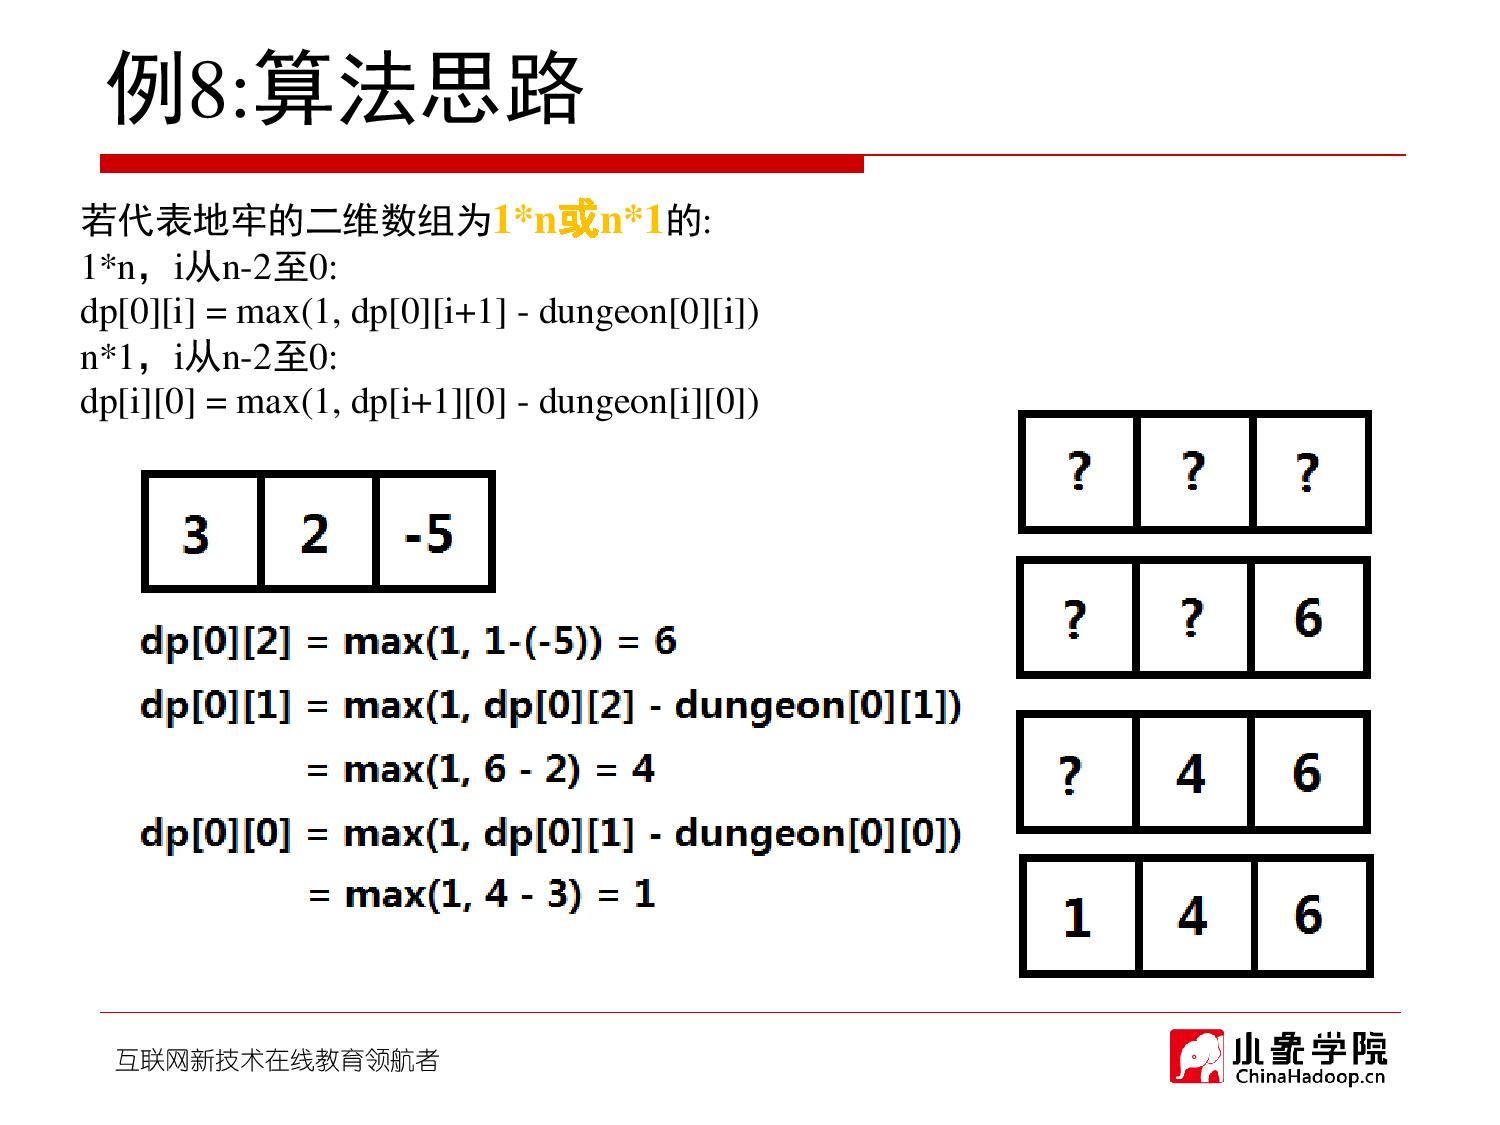 例8:算法思路
若代表地牢的二维数组为1*n或n*1的:
1*n，i从n-2至0:
dp[0][i] = max(1, dp[0][i+1] - dungeon[0][i])
n*1，i从n-2至0:
dp[i][0] = max(1, dp[i+1][0] - dungeon[i][0])
3 2 -5
dp[0][2] = max(1, 1-(-5)) = 6
dp[0][1] = max(1, dp[0][2] - dungeon[0][1])
= max(1, 6 - 2) = 4
dp[0][0] = max(1, dp[0][1] - dungeon[0][0])
= max(1, 4 - 3) = 1
? ? ?
? ? 6
? 4 6
1 4 6
互联网新技术在线教育领航者
小象学院
ChinaHadoop.cn